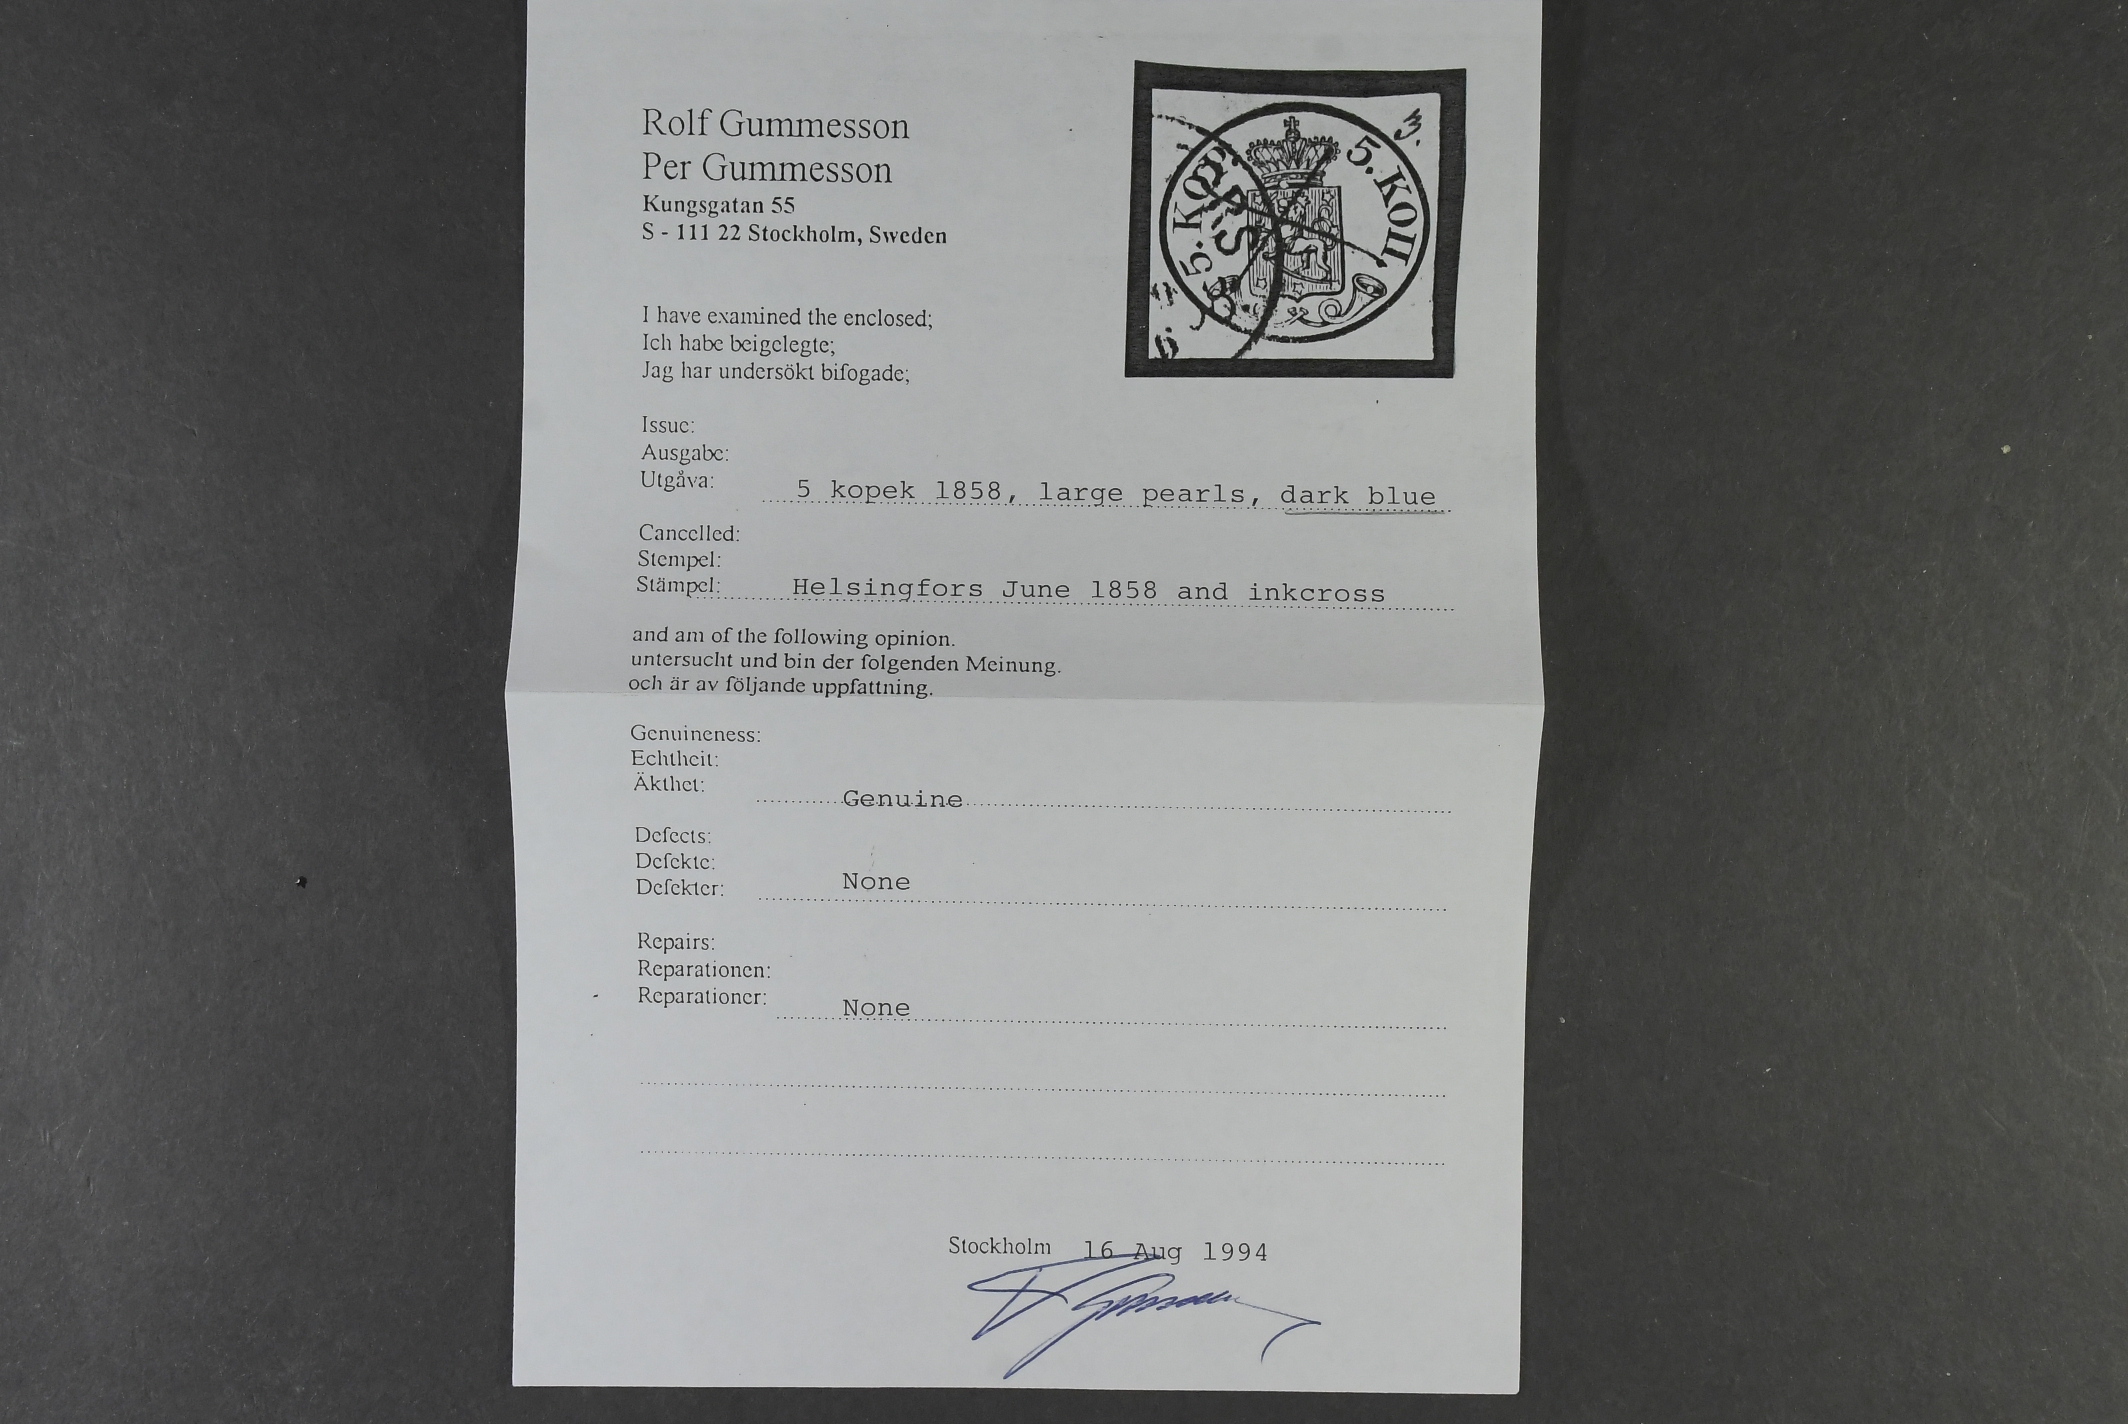 Rolf Gummesson
Per Gummesson
Kungsgatan 55
S - 111 22 Stockholm, Sweden
5. KOP.
5. КОП.
3.
I have examined the enclosed;
Ich habe beigelegte;
Jag har undersökt bifogade;
Issue:
Ausgabe:
Utgåva: 5 kopek 1858, large pearls, dark blue
Cancelled:
Stempel:
Stämpel: Helsingfors June 1858 and inkcross
and am of the following opinion.
untersucht und bin der folgenden Meinung.
och är av följande uppfattning.
Genuineness:
Echtheit:
Äkthet: Genuine
Defects:
Defekte:
Defekter: None
Repairs:
Reparationen:
Reparationer: None
Stockholm 16 Aug 1994